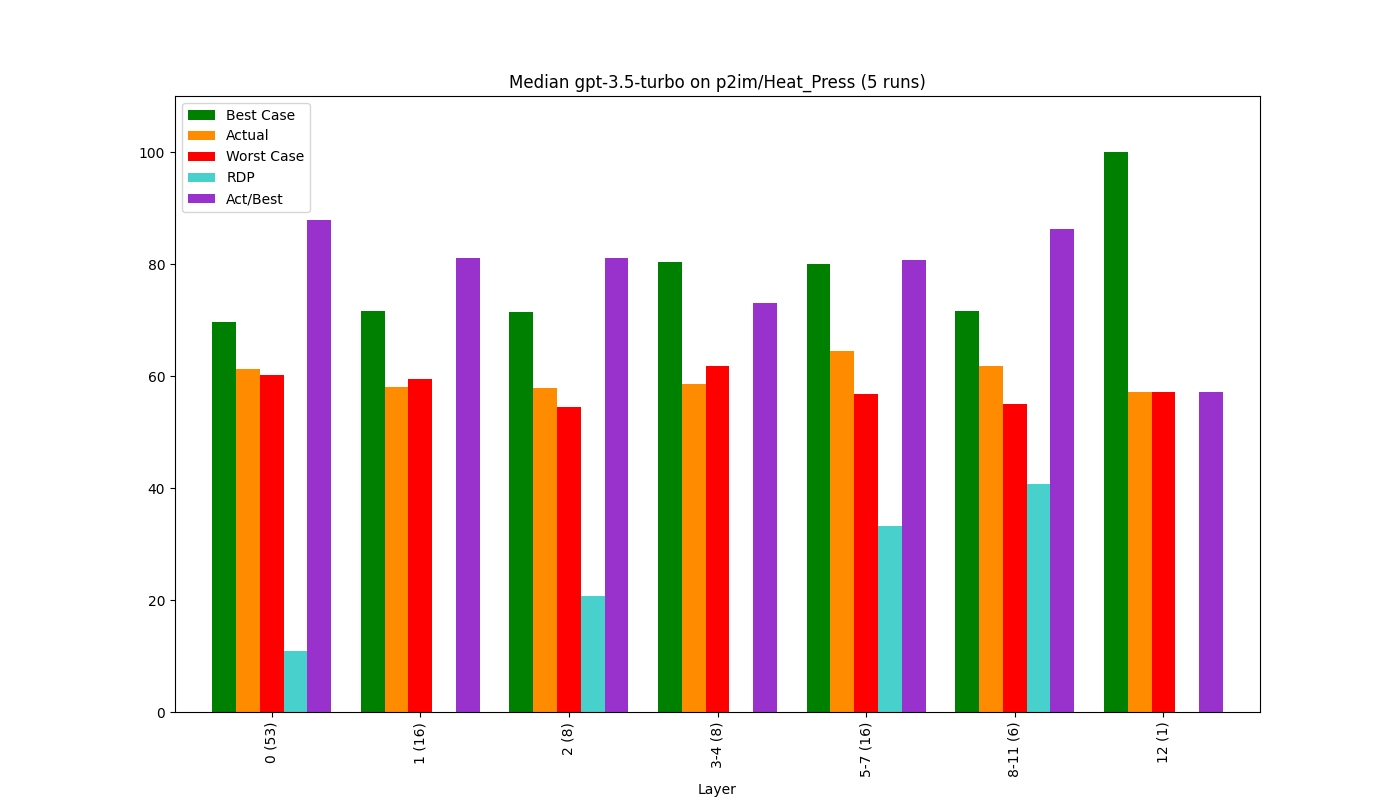 Median gpt-3.5-turbo on p2im/Heat_Press (5 runs)
Best Case
Actual
Worst Case
RDP
Act/Best
100
80
60
40
20
0
0 (53)
1 (16)
2 (8)
3-4 (8)
5-7 (16)
8-11 (6)
12 (1)
Layer